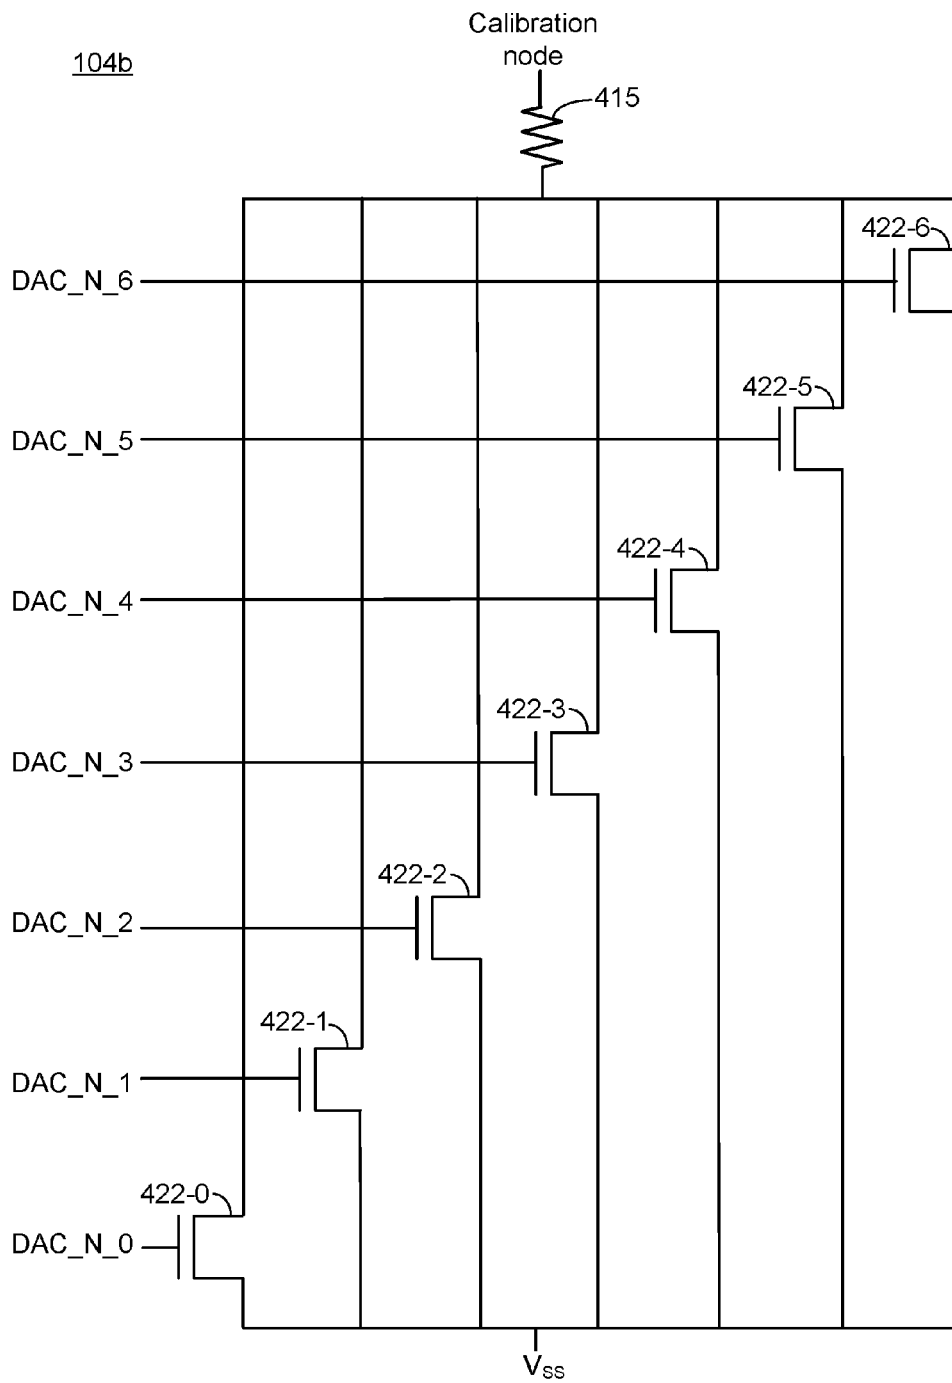 Calibration
node
104b
415
422-6
DAC_N_6
422-5
DAC_N_5
422-4
DAC_N_4
422-3
DAC_N_3
422-2
DAC_N_2
422-1
DAC_N_1
422-0
DAC_N_0
VSS